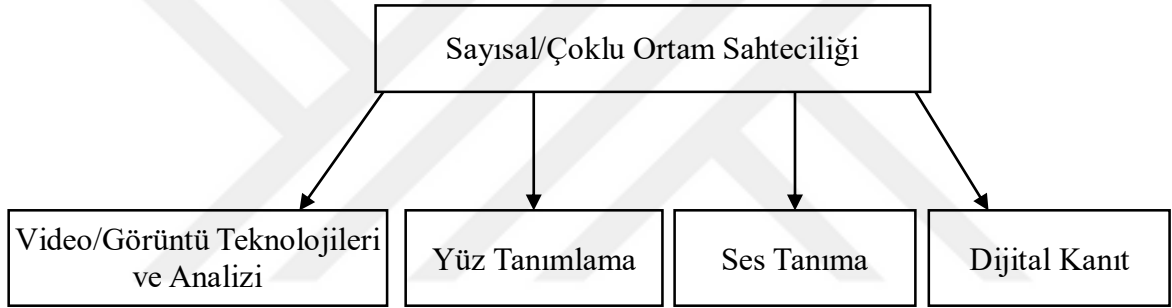 Sayısal/Çoklu Ortam Sahteciliği
Video/Görüntü Teknolojileri
ve Analizi
Yüz Tanımlama
Ses Tanıma
Dijital Kanıt